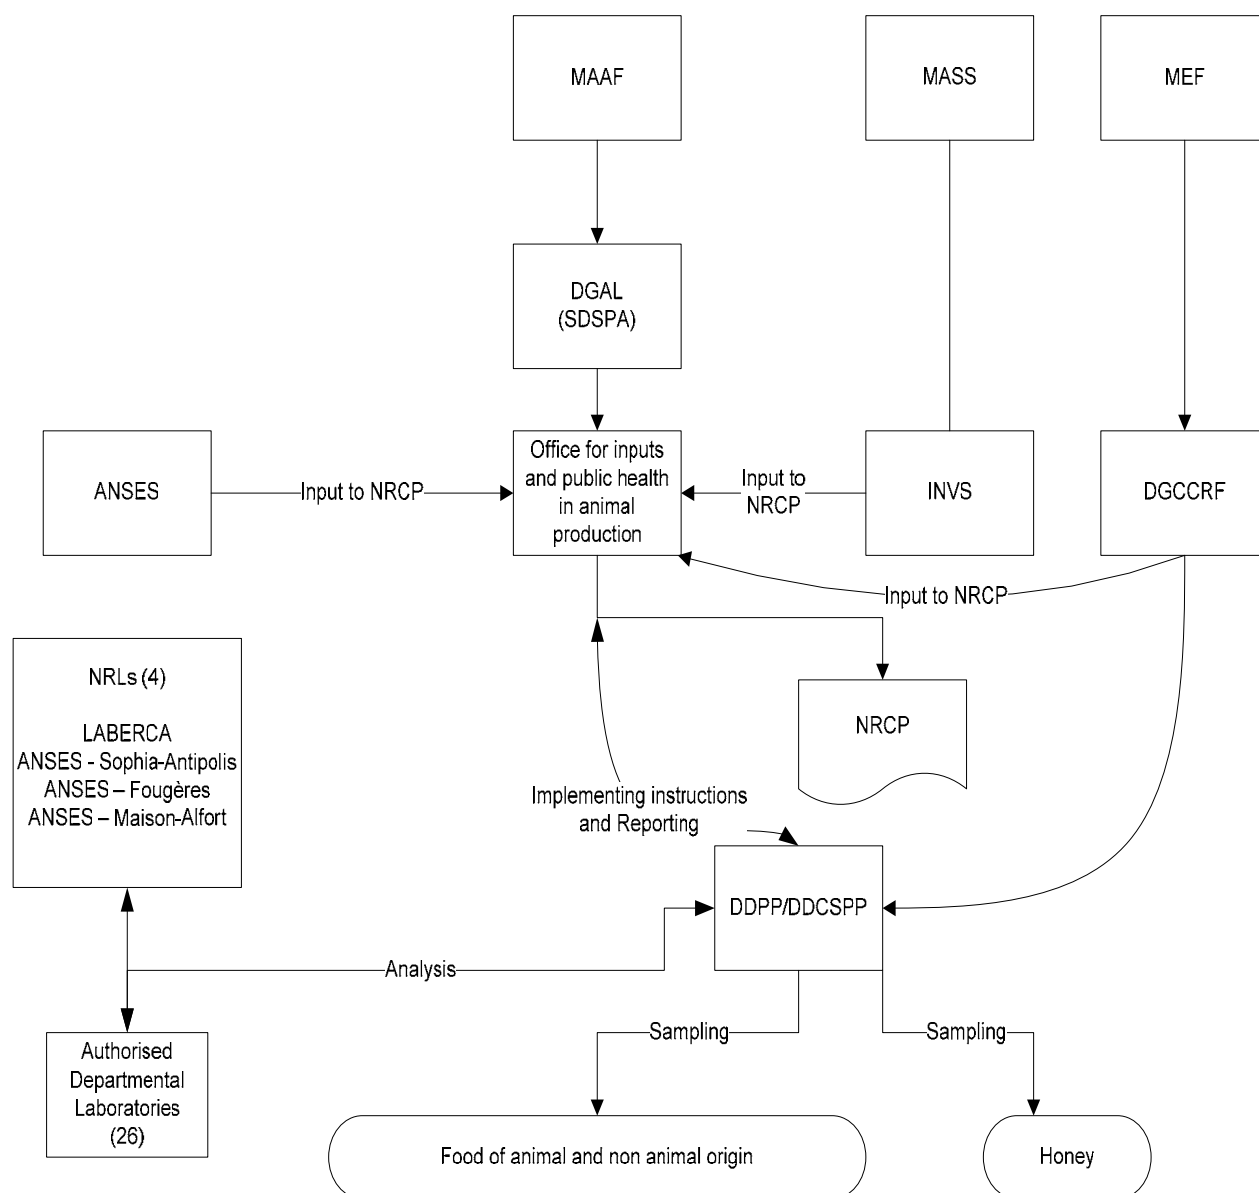 MAAF
MASS
MEF
DGAL
(SDSPA)
ANSES
Input to NRCP
Office for inputs
and public health
in animal
production
Input to
NRCP
INVS
DGCCRF
Input to NRCP
NRLs (4)
LABERCA
ANSES - Sophia-Antipolis
ANSES – Fougères
ANSES – Maison-Alfort
NRCP
Implementing instructions
and Reporting
DDPP/DDCSPP
Analysis
Sampling
Sampling
Authorised
Departmental
Laboratories
(26)
Food of animal and non animal origin
Honey